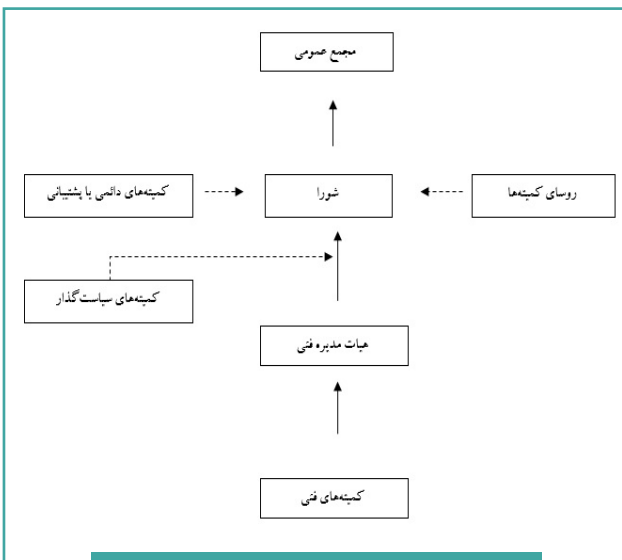 مجمع عمومی
روسای کمیته‌ها
شورا
کمیته‌های دائمی یا پشتیبانی
کمیته‌های سیاست‌گذار
هیات مدیره فنی
کمیته‌های فنی